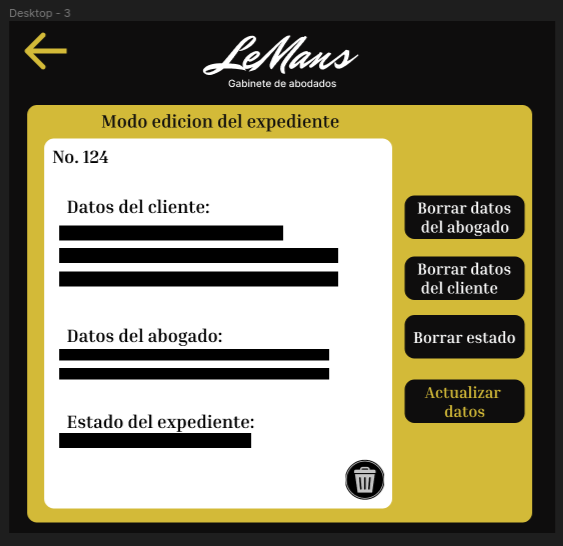 Desktop - 3
LeMans
Gabinete de abodados
Modo edicion del expediente
No. 124
Datos del cliente:
Datos del abogado:
Estado del expediente:
Borrar datos
del abogado
Borrar datos
del cliente
Borrar estado
Actualizar
datos